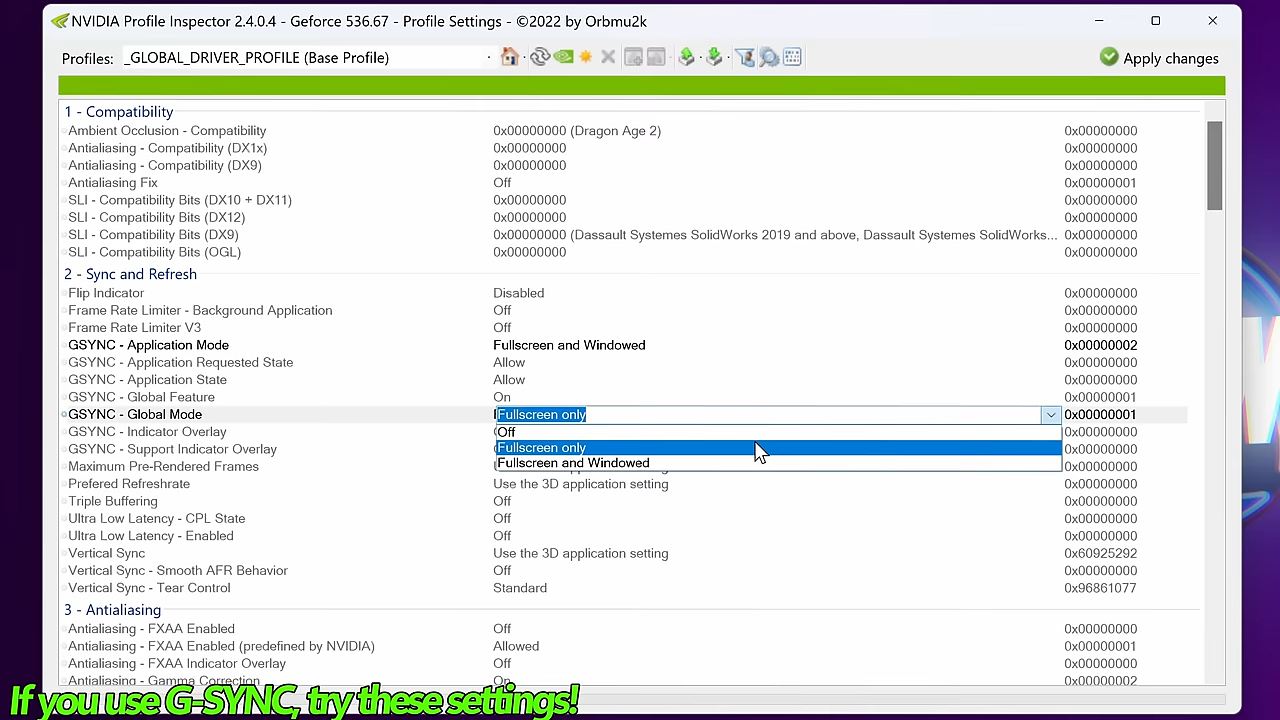 NVIDIA Profile Inspector 2.4.0.4 - Geforce 536.67 - Profile Settings - ©2022 by Orbmu2k
Profiles: _GLOBAL_DRIVER_PROFILE (Base Profile) Apply changes
1 - Compatibility
Ambient Occlusion - Compatibility 0x00000000 (Dragon Age 2) 0x00000000
Antialiasing - Compatibility (DX1x) 0x00000000 0x00000000
Antialiasing - Compatibility (DX9) 0x00000000 0x00000000
Antialiasing Fix Off 0x00000001
SLI - Compatibility Bits (DX10 + DX11) 0x00000000 0x00000000
SLI - Compatibility Bits (DX12) 0x00000000 0x00000000
SLI - Compatibility Bits (DX9) 0x00000000 (Dassault Systemes SolidWorks 2019 and above, Dassault Systemes SolidWorks... 0x00000000
SLI - Compatibility Bits (OGL) 0x00000000 0x00000000
2 - Sync and Refresh
Flip Indicator Disabled 0x00000000
Frame Rate Limiter - Background Application Off 0x00000000
Frame Rate Limiter V3 Off 0x00000000
GSYNC - Application Mode Fullscreen and Windowed 0x00000002
GSYNC - Application Requested State Allow 0x00000000
GSYNC - Application State Allow 0x00000000
GSYNC - Global Feature On 0x00000001
GSYNC - Global Mode Fullscreen only 0x00000001
GSYNC - Indicator Overlay Off 0x00000000
GSYNC - Support Indicator Overlay Fullscreen only 0x00000000
Maximum Pre-Rendered Frames Fullscreen and Windowed 0x00000000
Prefered Refreshrate Use the 3D application setting 0x00000000
Triple Buffering Off 0x00000000
Ultra Low Latency - CPL State Off 0x00000000
Ultra Low Latency - Enabled Off 0x00000000
Vertical Sync Use the 3D application setting 0x60925292
Vertical Sync - Smooth AFR Behavior Off 0x00000000
Vertical Sync - Tear Control Standard 0x96861077
3 - Antialiasing
Antialiasing - FXAA Enabled Off 0x00000000
Antialiasing - FXAA Enabled (predefined by NVIDIA) Allowed 0x00000001
Antialiasing - FXAA Indicator Overlay Off 0x00000000
Antialiasing - Gamma Correction On 0x00000002
If you use G-SYNC, try these settings!